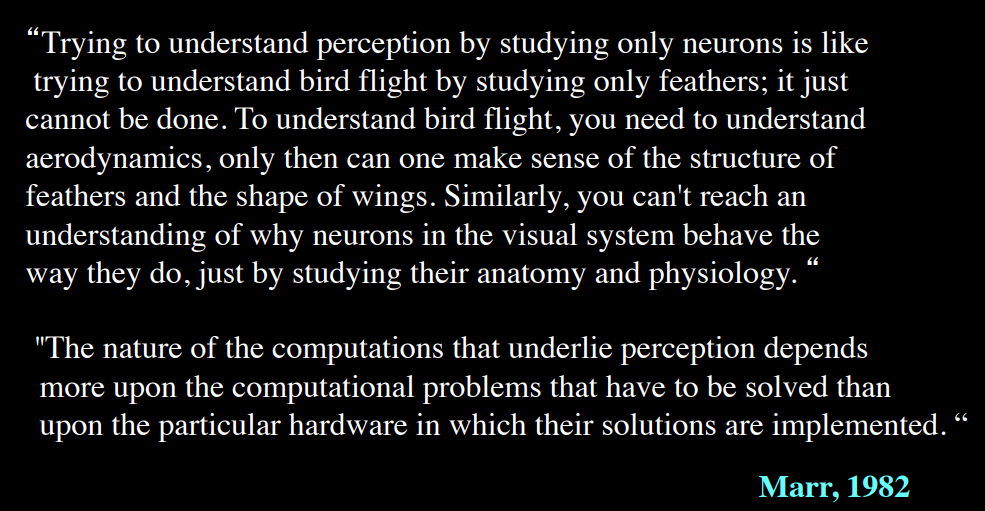 “Trying to understand perception by studying only neurons is like
trying to understand bird flight by studying only feathers; it just
cannot be done. To understand bird flight, you need to understand
aerodynamics, only then can one make sense of the structure of
feathers and the shape of wings. Similarly, you can't reach an
understanding of why neurons in the visual system behave the
way they do, just by studying their anatomy and physiology. “
"The nature of the computations that underlie perception depends
more upon the computational problems that have to be solved than
upon the particular hardware in which their solutions are implemented. “
Marr, 1982